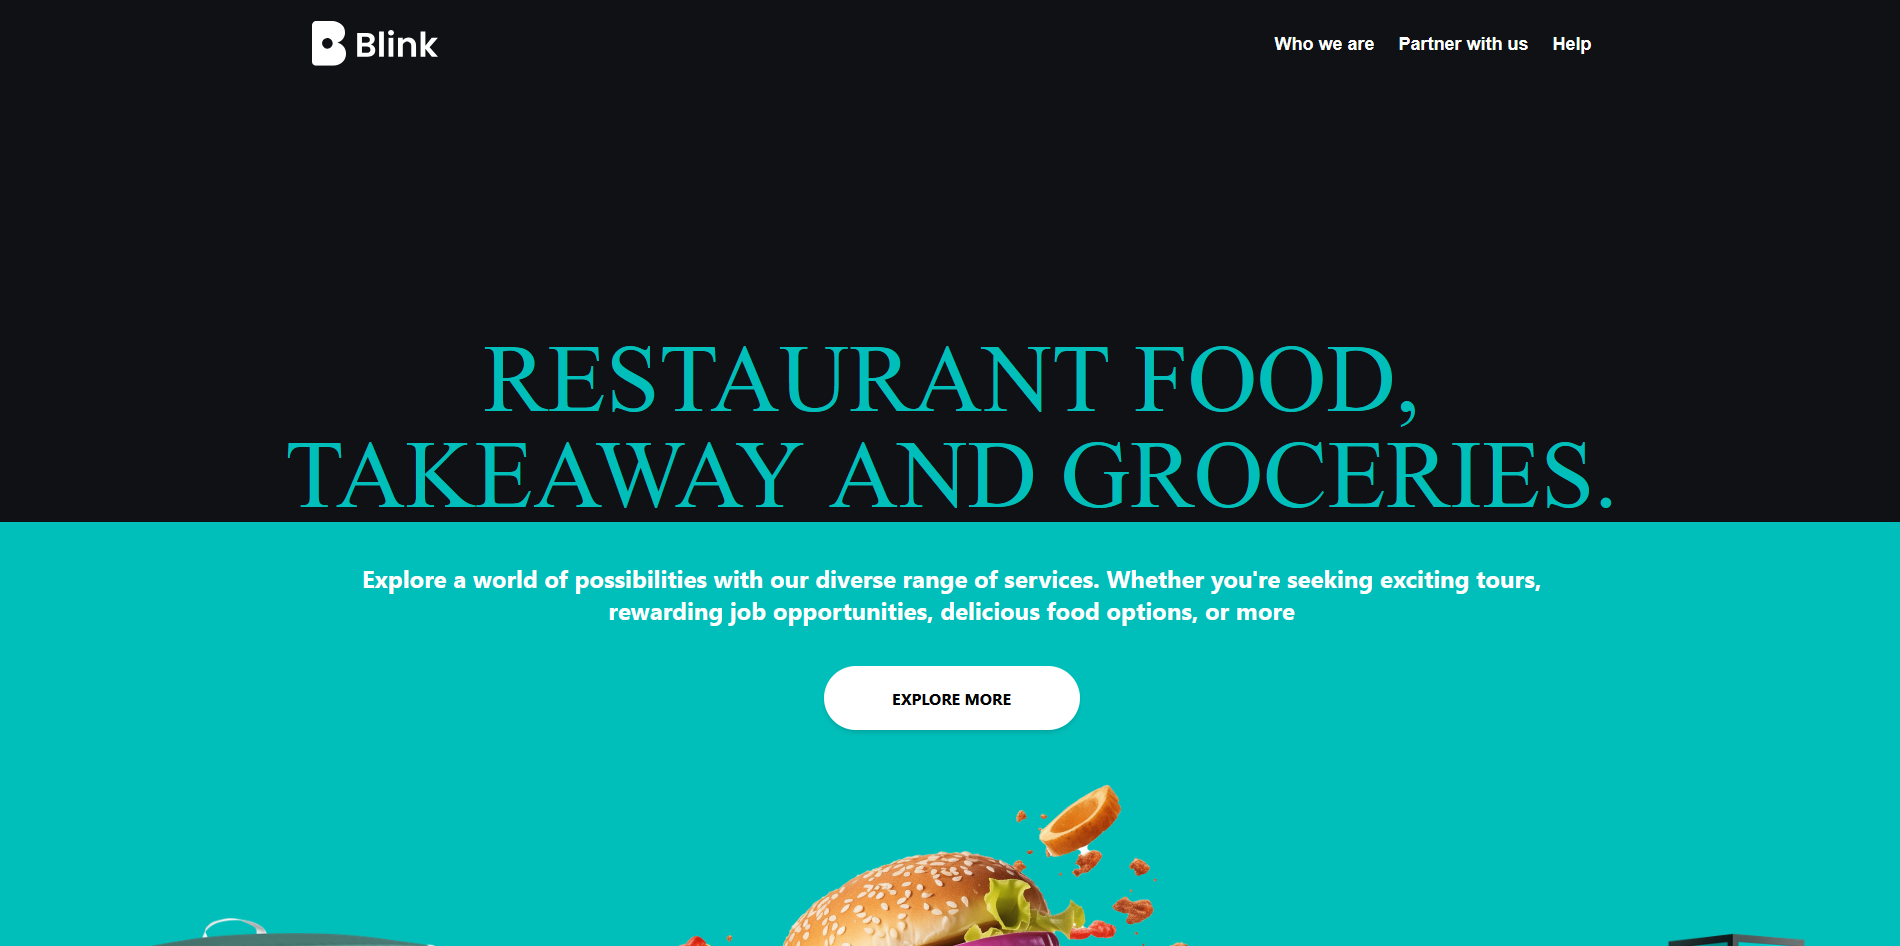 Blink
Who we are Partner with us Help
RESTAURANT FOOD,
TAKEAWAY AND GROCERIES.
Explore a world of possibilities with our diverse range of services. Whether you're seeking exciting tours,
rewarding job opportunities, delicious food options, or more
EXPLORE MORE